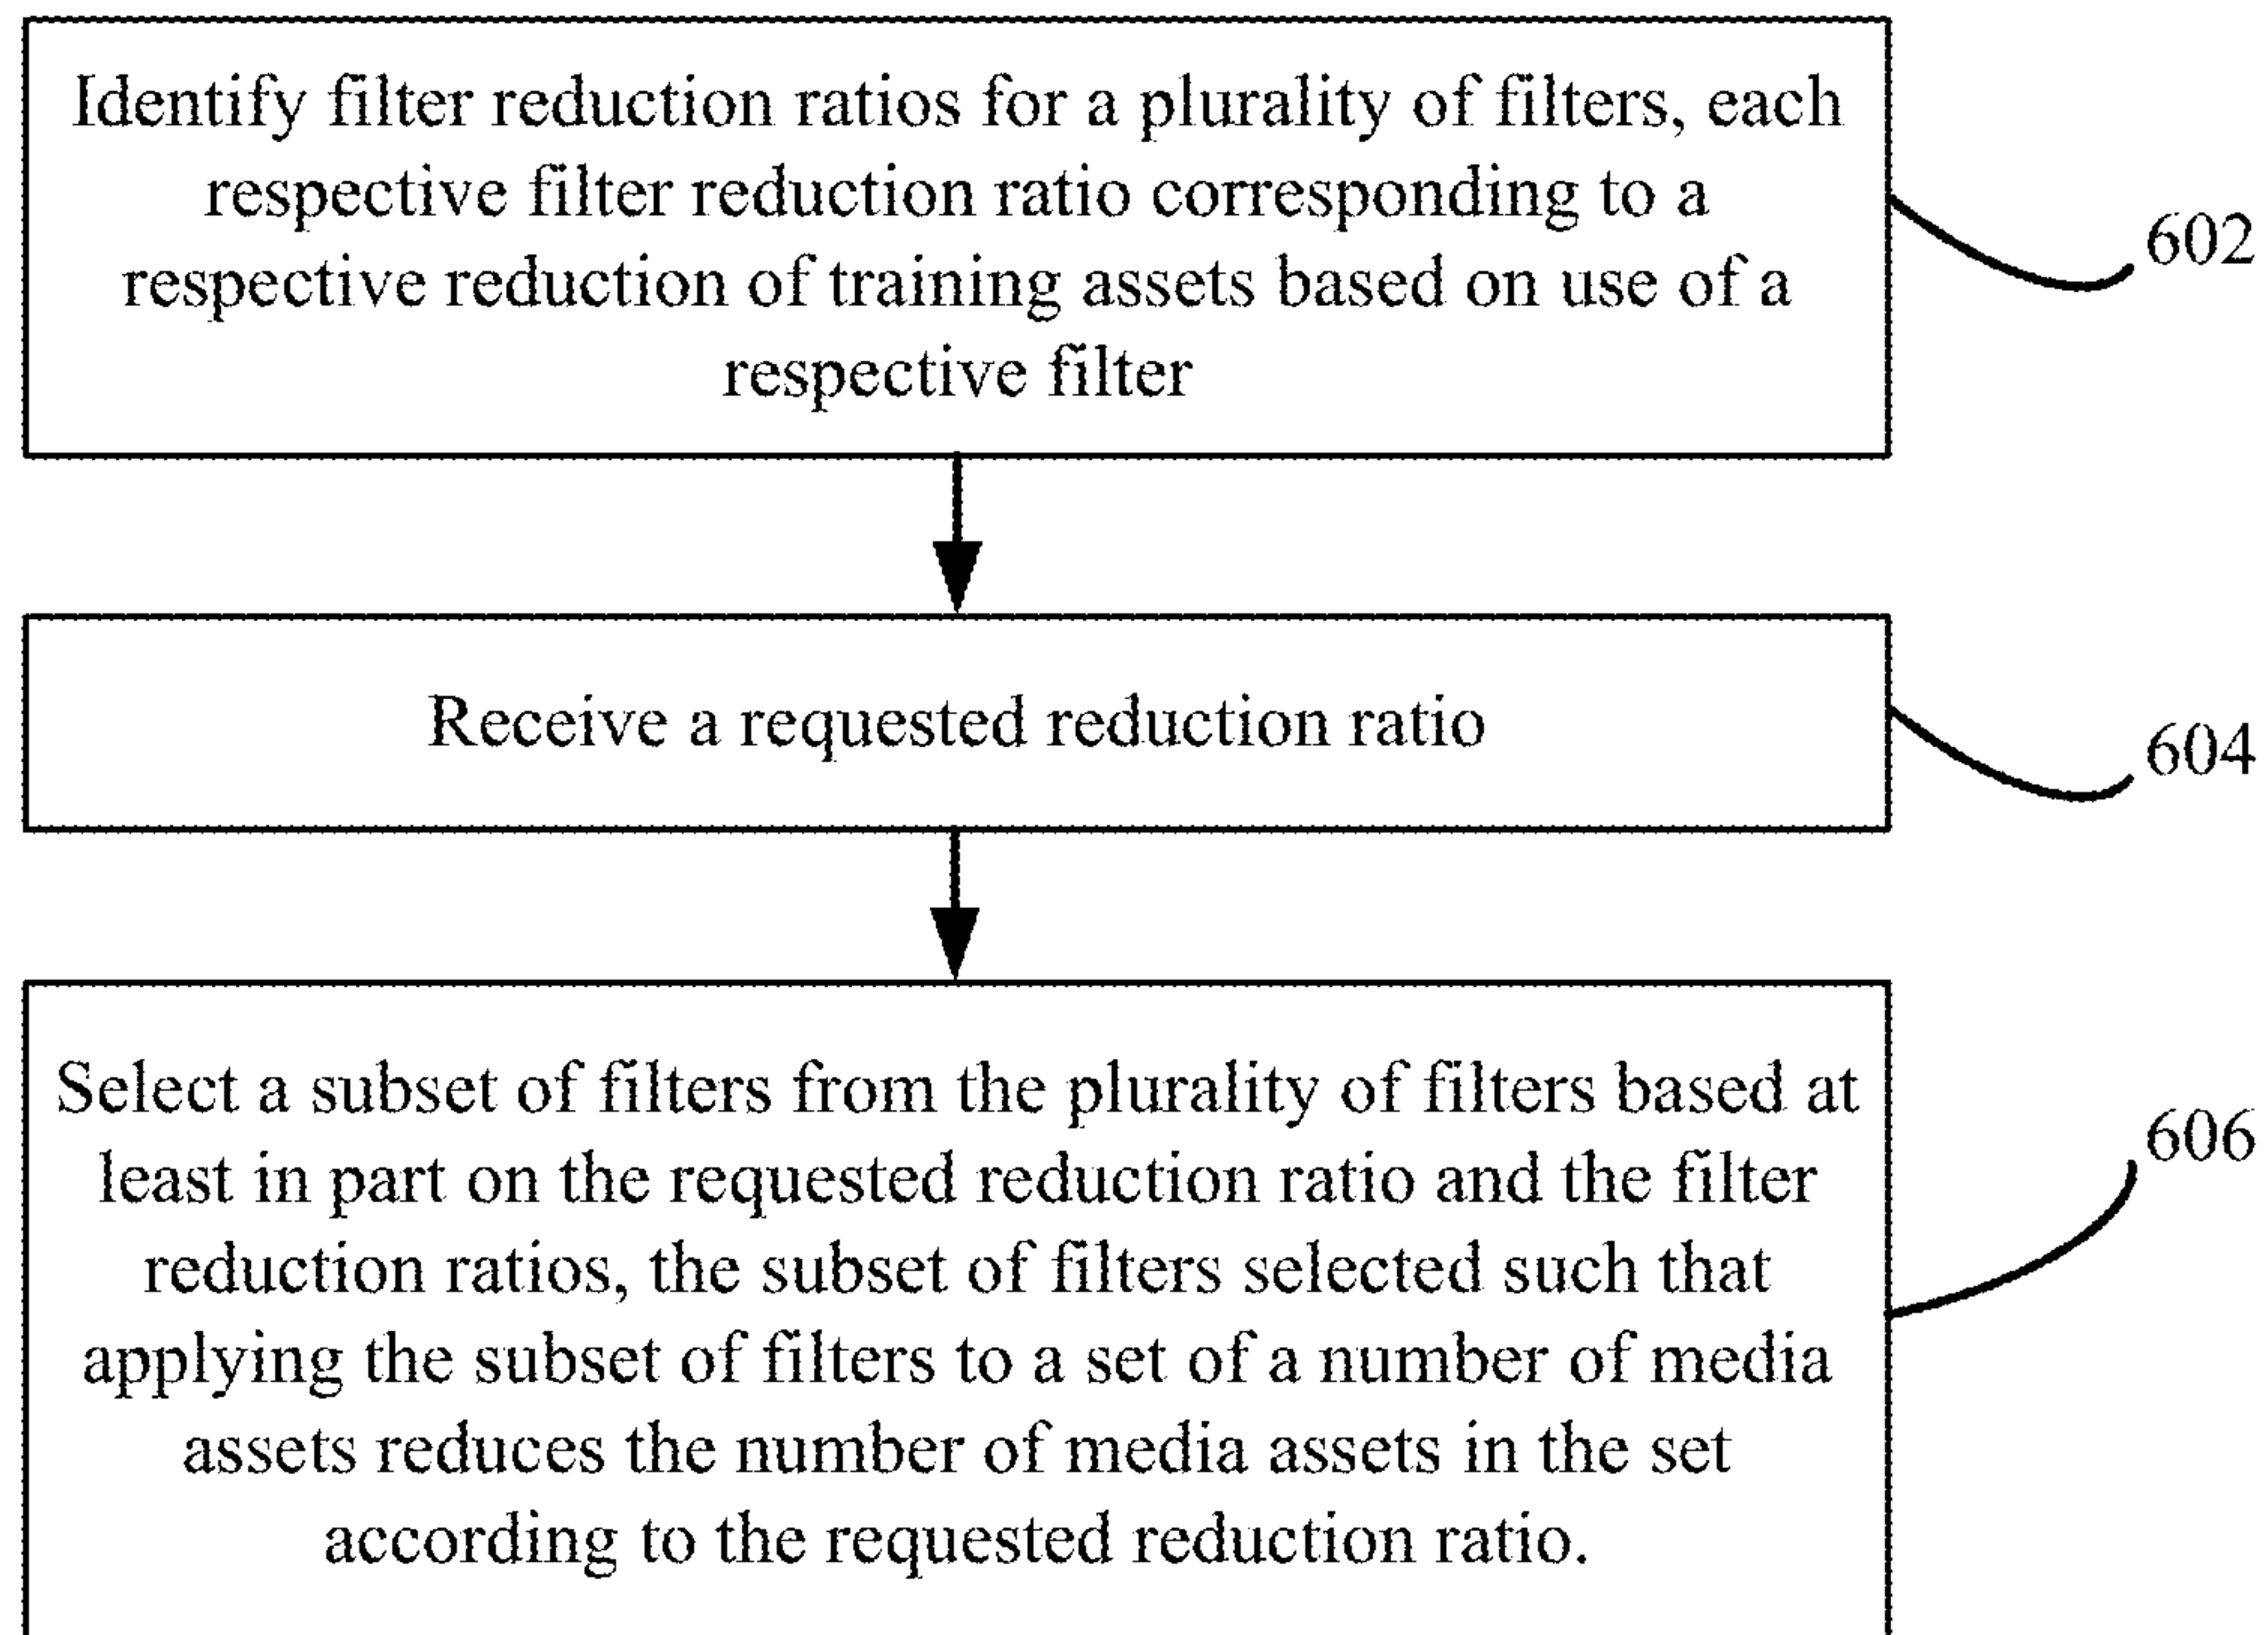 Identify filter reduction ratios for a plurality of filters, each
respective filter reduction ratio corresponding to a
respective reduction of training assets based on use of a
respective filter
602
Receive a requested reduction ratio
604
Select a subset of filters from the plurality of filters based at
least in part on the requested reduction ratio and the filter
reduction ratios, the subset of filters selected such that
applying the subset of filters to a set of a number of media
assets reduces the number of media assets in the set
according to the requested reduction ratio.
606